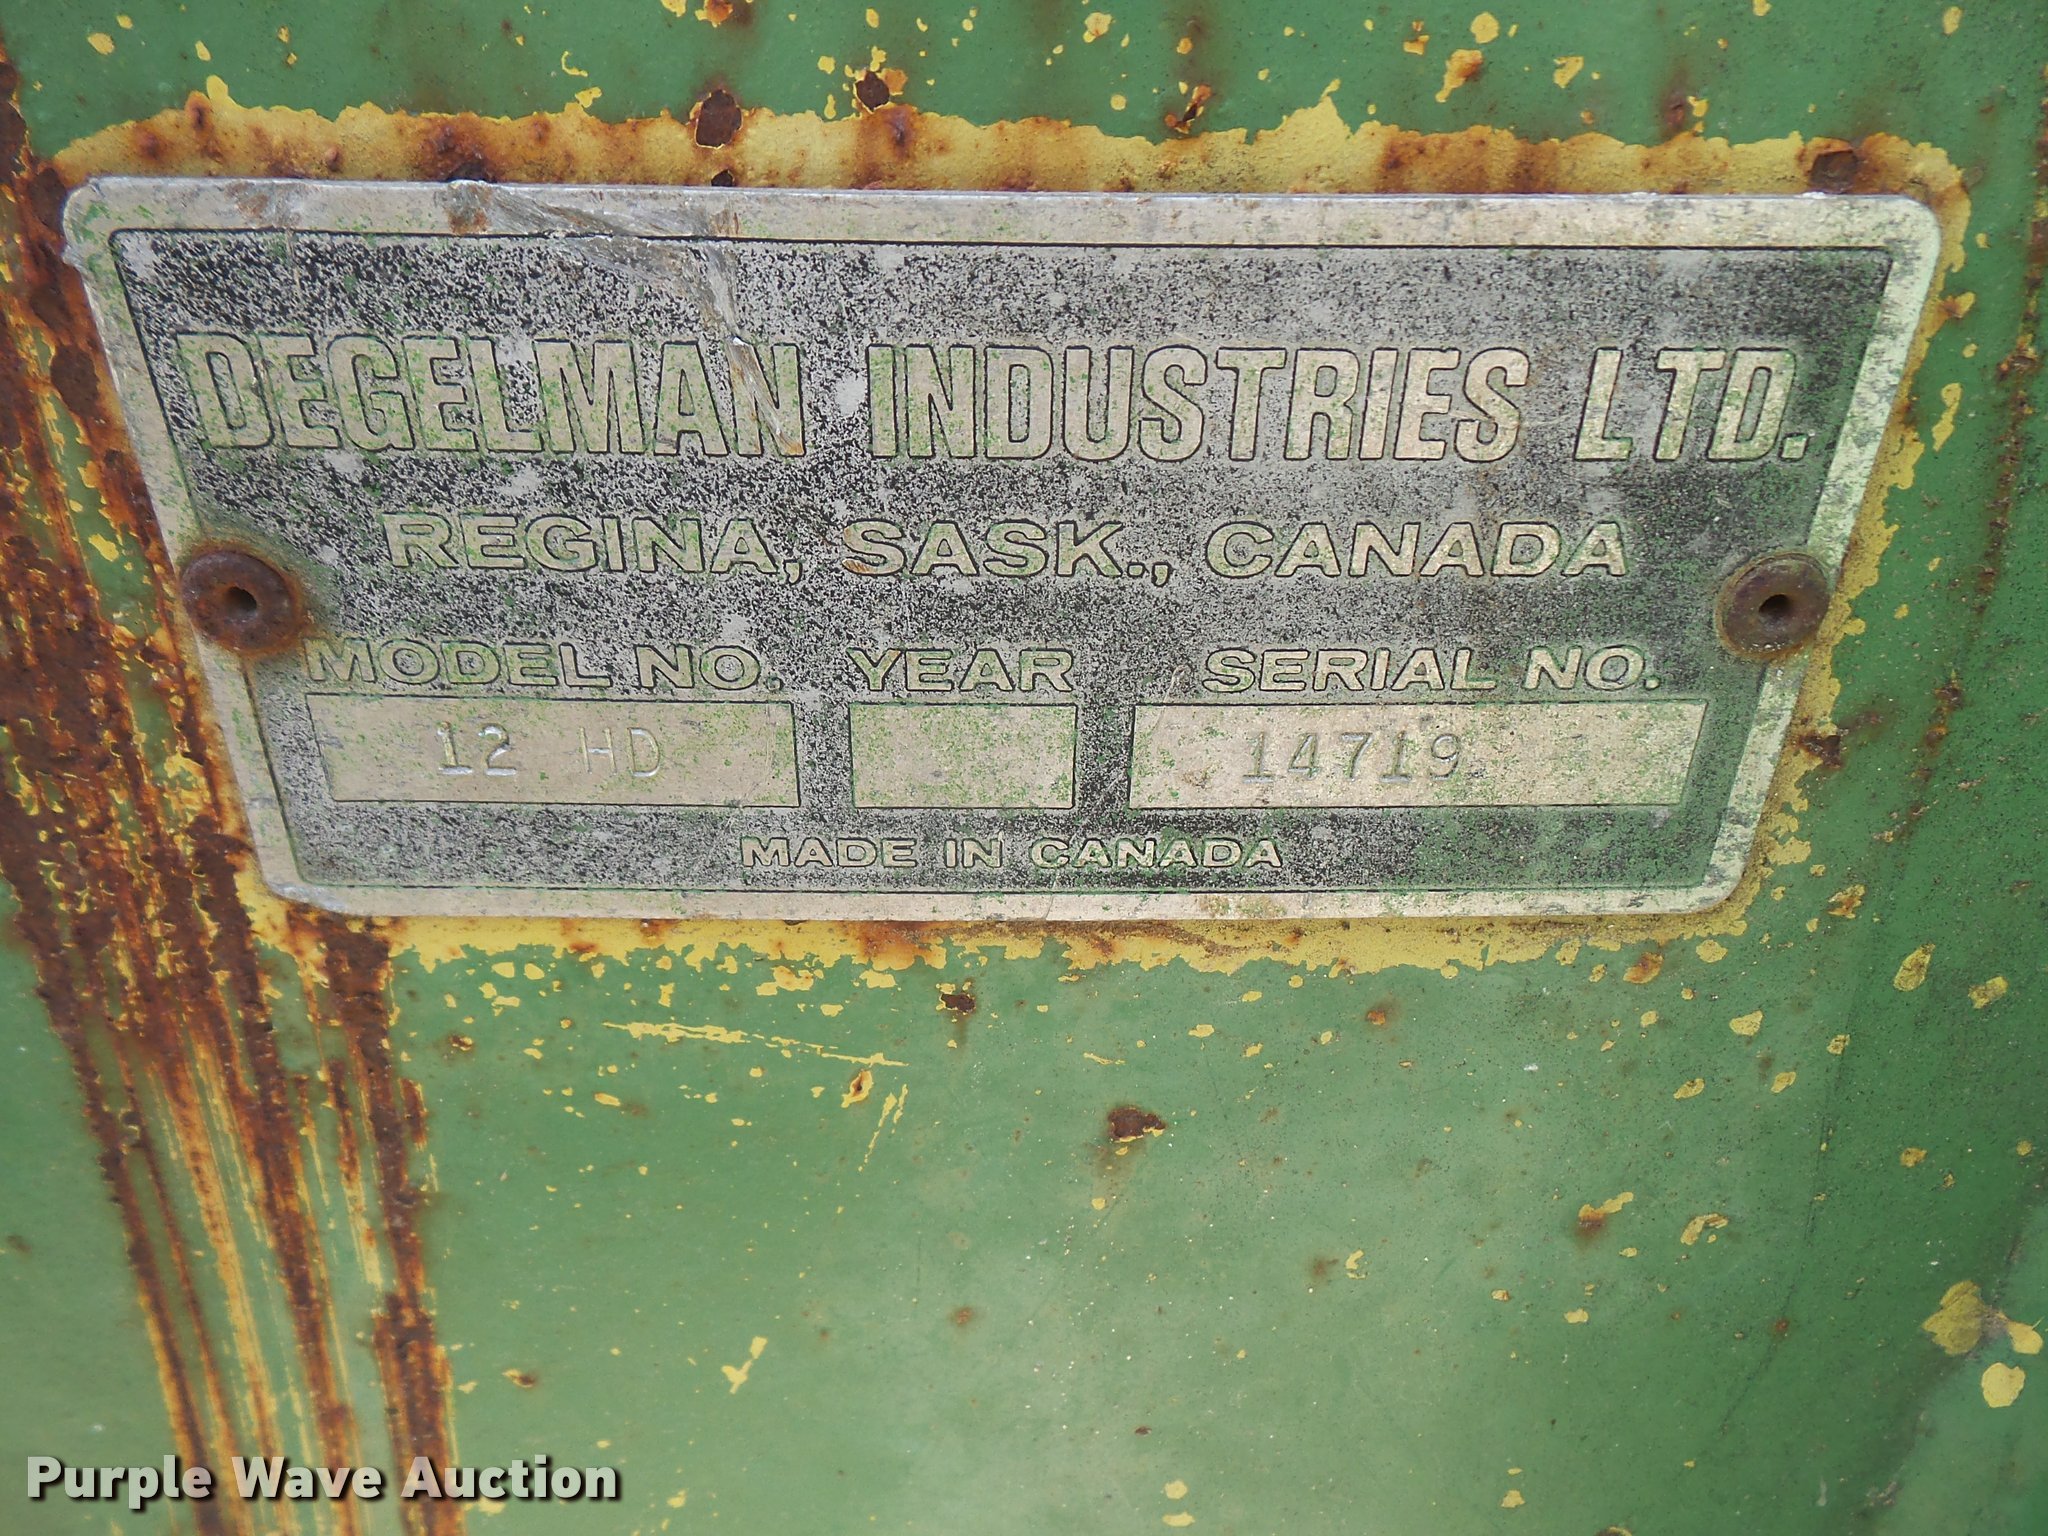 DEGELMAN INDUSTRIES LTD.
REGINA, SASK., CANADA
MODEL NO. YEAR SERIAL NO.
12 HD 14719
MADE IN CANADA
Purple Wave Auction